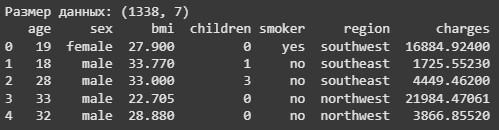 Размер данных: (1338, 7)
age sex bmi children smoker region charges
0 19 female 27.900 0 yes southwest 16884.92400
1 18 male 33.770 1 no southeast 1725.55230
2 28 male 33.000 3 no southeast 4449.46200
3 33 male 22.705 0 no northwest 21984.47061
4 32 male 28.880 0 no northwest 3866.85520